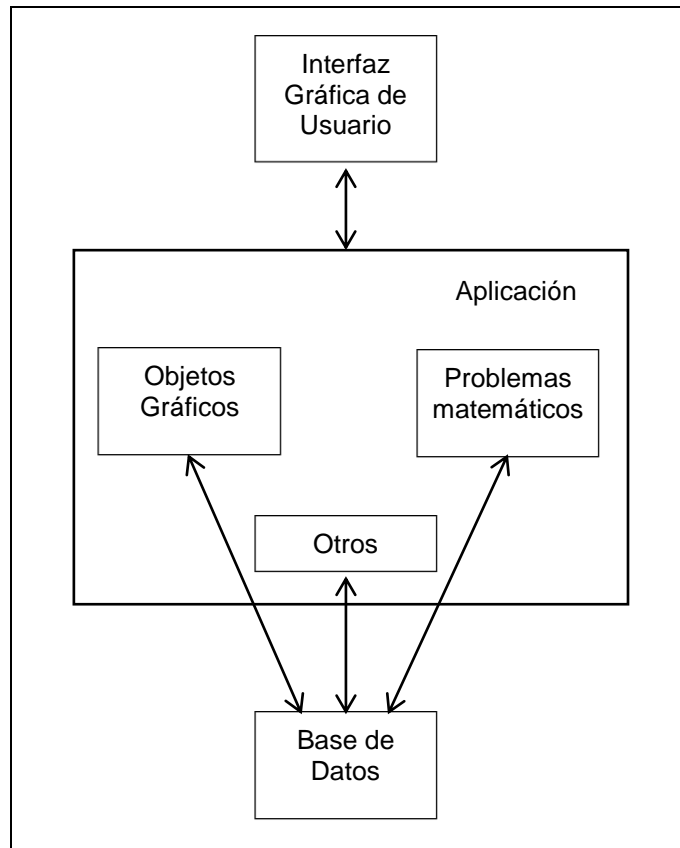 Interfaz
Gráfica de
Usuario
Aplicación
Objetos
Gráficos
Problemas
matemáticos
Otros
Base de
Datos